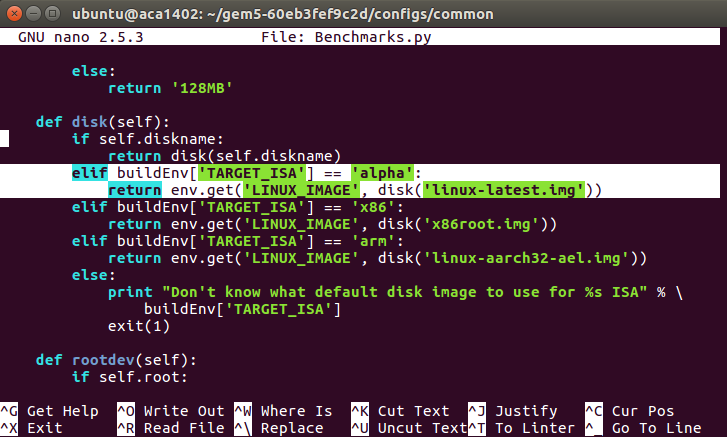 ubuntu@aca1402: ~/gem5-60eb3fef9c2d/configs/common
GNU nano 2.5.3 File: Benchmarks.py
else:
return '128MB'
def disk(self):
if self.diskname:
return disk(self.diskname)
elif buildEnv['TARGET_ISA'] == 'alpha':
return env.get('LINUX_IMAGE', disk('linux-latest.img'))
elif buildEnv['TARGET_ISA'] == 'x86':
return env.get('LINUX_IMAGE', disk('x86root.img'))
elif buildEnv['TARGET_ISA'] == 'arm':
return env.get('LINUX_IMAGE', disk('linux-aarch32-ael.img'))
else:
print "Don't know what default disk image to use for %s ISA" % \
buildEnv['TARGET_ISA']
exit(1)
def rootdev(self):
if self.root:
^G Get Help ^O Write Out ^W Where Is ^K Cut Text ^J Justify ^C Cur Pos
^X Exit ^R Read File ^\ Replace ^U Uncut Text ^T To Linter ^_ Go To Line